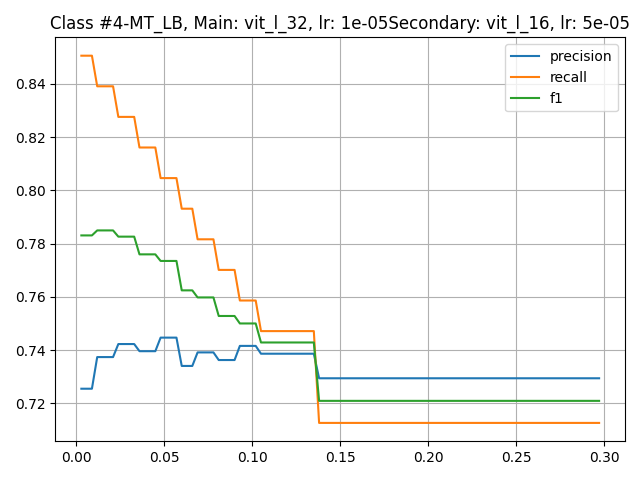 Class #4-MT_LB, Main: vit_l_32, lr: 1e-05Secondary: vit_l_16, lr: 5e-05
precision
recall
f1
0.84
0.82
0.80
0.78
0.76
0.74
0.72
0.00 0.05 0.10 0.15 0.20 0.25 0.30